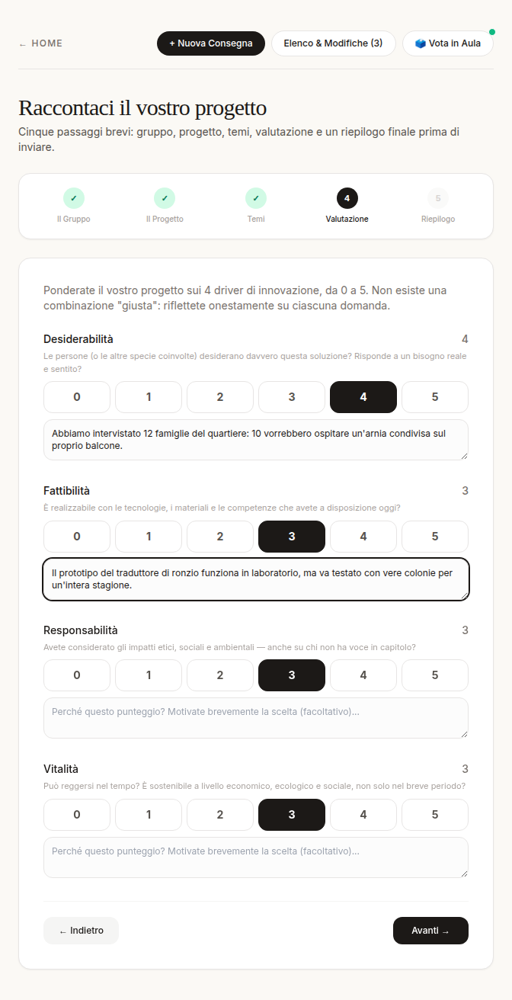 ← HOME
+ Nuova Consegna
Elenco & Modifiche (3)
🗳️ Vota in Aula
Raccontaci il vostro progetto
Cinque passaggi brevi: gruppo, progetto, temi, valutazione e un riepilogo finale prima di
inviare.
✓
✓
✓
4
5
Il Gruppo
Il Progetto
Temi
Valutazione
Riepilogo
Ponderate il vostro progetto sui 4 driver di innovazione, da 0 a 5. Non esiste una
combinazione "giusta": riflettete onestamente su ciascuna domanda.
Desiderabilità 4
Le persone (o le altre specie coinvolte) desiderano davvero questa soluzione? Risponde a un bisogno reale
e sentito?
0 1 2 3 4 5
Abbiamo intervistato 12 famiglie del quartiere: 10 vorrebbero ospitare un'arnia condivisa sul
proprio balcone.
Fattibilità 3
È realizzabile con le tecnologie, i materiali e le competenze che avete a disposizione oggi?
0 1 2 3 4 5
Il prototipo del traduttore di ronzio funziona in laboratorio, ma va testato con vere colonie per
un'intera stagione.
Responsabilità 3
Avete considerato gli impatti etici, sociali e ambientali — anche su chi non ha voce in capitolo?
0 1 2 3 4 5
Perché questo punteggio? Motivate brevemente la scelta (facoltativo)...
Vitalità 3
Può reggersi nel tempo? È sostenibile a livello economico, ecologico e sociale, non solo nel breve periodo?
0 1 2 3 4 5
Perché questo punteggio? Motivate brevemente la scelta (facoltativo)...
← Indietro
Avanti →